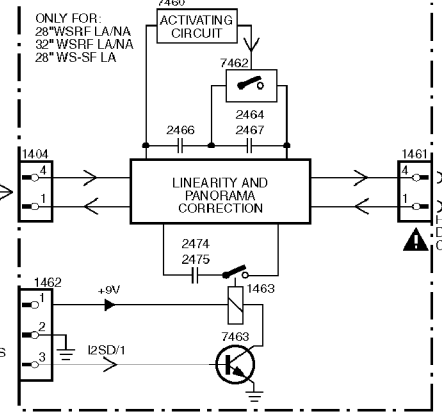 7460
ONLY FOR:
28"WSRF LA/NA
32"WSRF LA/NA
28"WS-SF LA
ACTIVATING
CIRCUIT
7462
2464
2466
2467
1404
1461
4
4
LINEARITY AND
PANORAMA
CORRECTION
1
1
H
D
C
2474
2475
1463
1462
1
+9V
7463
2
S
3
I2SD/1